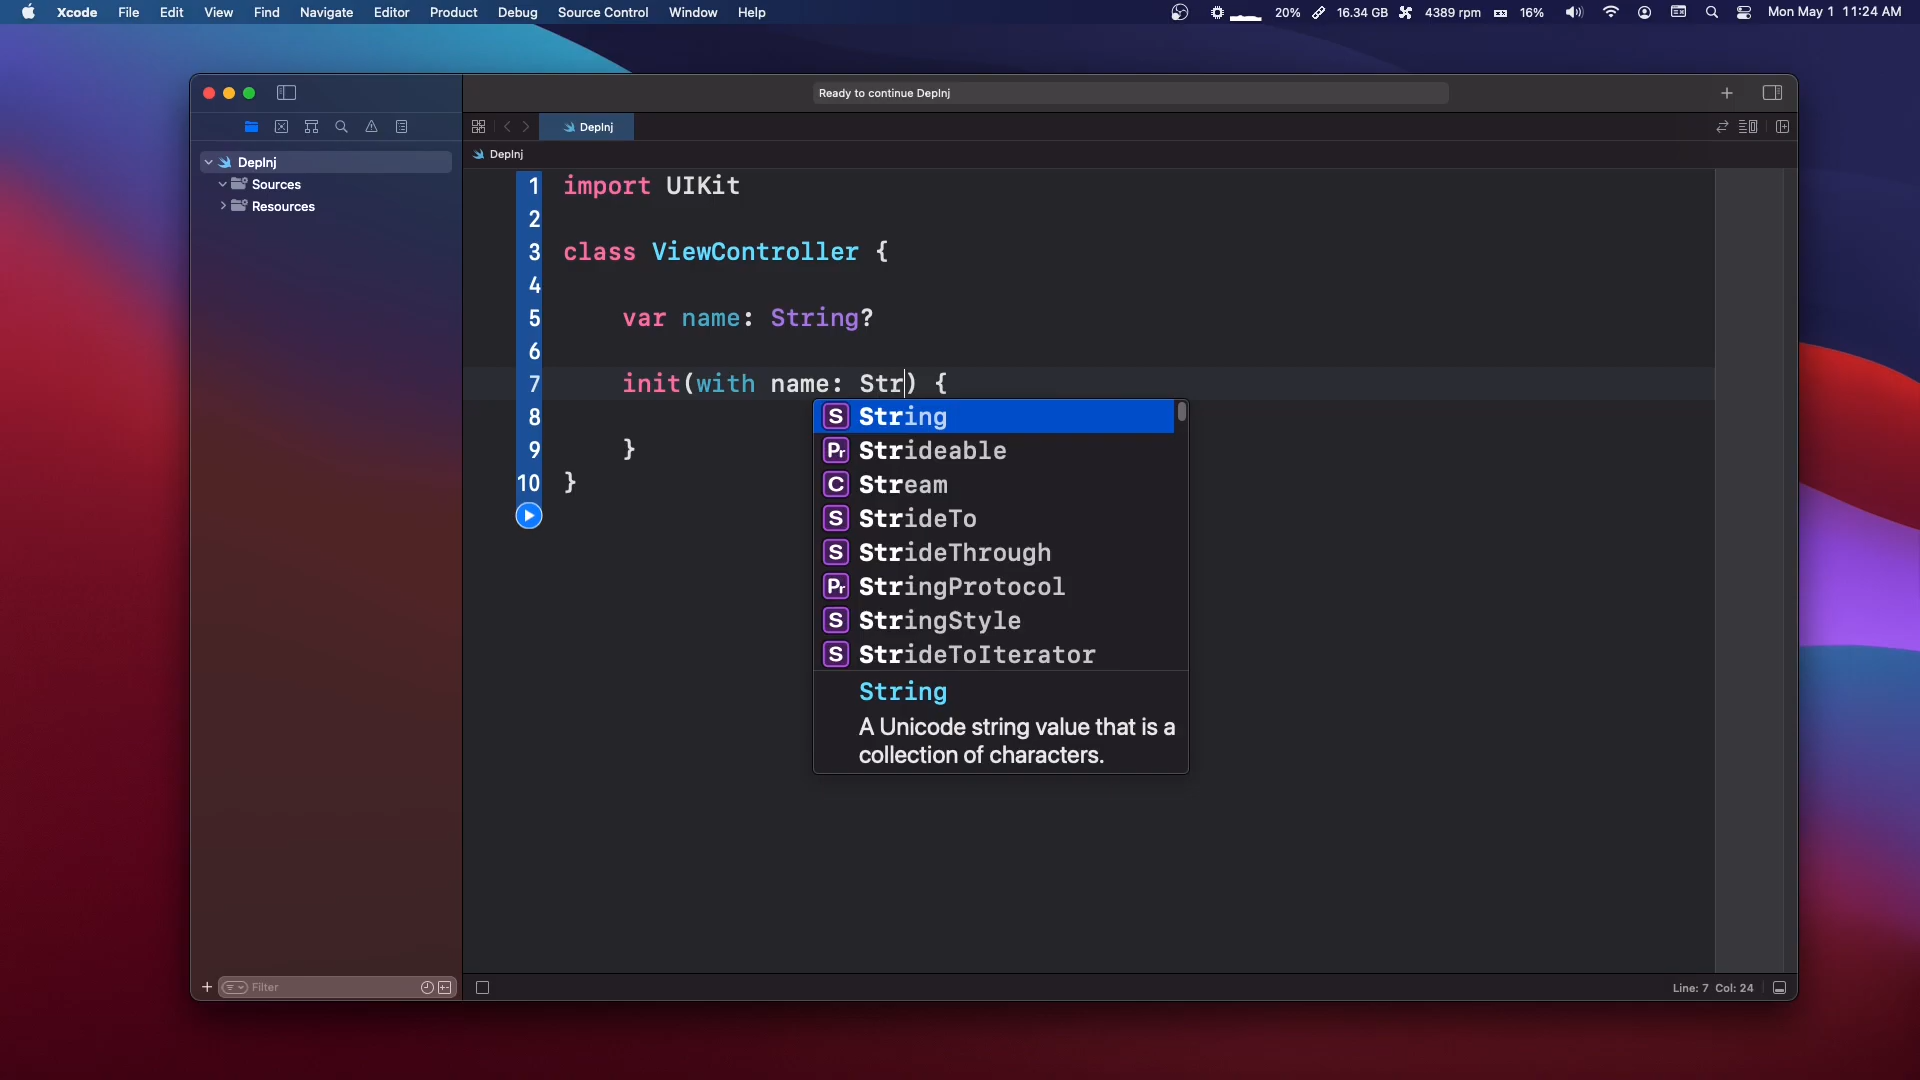 Xcode File Edit View Find Navigate Editor Product Debug Source Control Window Help 20% 16.34 GB 4389 rpm 16% Mon May 1 11:24 AM
Ready to continue DepInj
DepInj
DepInj
DepInj
Sources
Resources
1 import UIKit
2
3 class ViewController {
4
5 var name: String?
6
7 init(with name: Str) {
8
9 }
10 }
S String
Pr Strideable
C Stream
S StrideTo
S StrideThrough
Pr StringProtocol
S StringStyle
S StrideToIterator
String
A Unicode string value that is a
collection of characters.
Filter
Line: 7 Col: 24